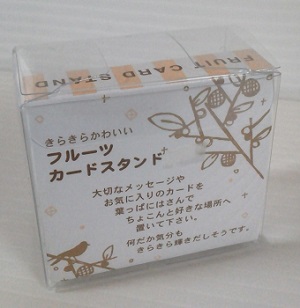 FRUIT CARD STAND
きらきらかわいい
フルーツ
カードスタンド
大切なメッセージや
お気に入りのカードを
葉っぱにはさんで
ちょこんと好きな場所へ
置いて下さい。
何だか気分も
きらきら輝きだしそうです。